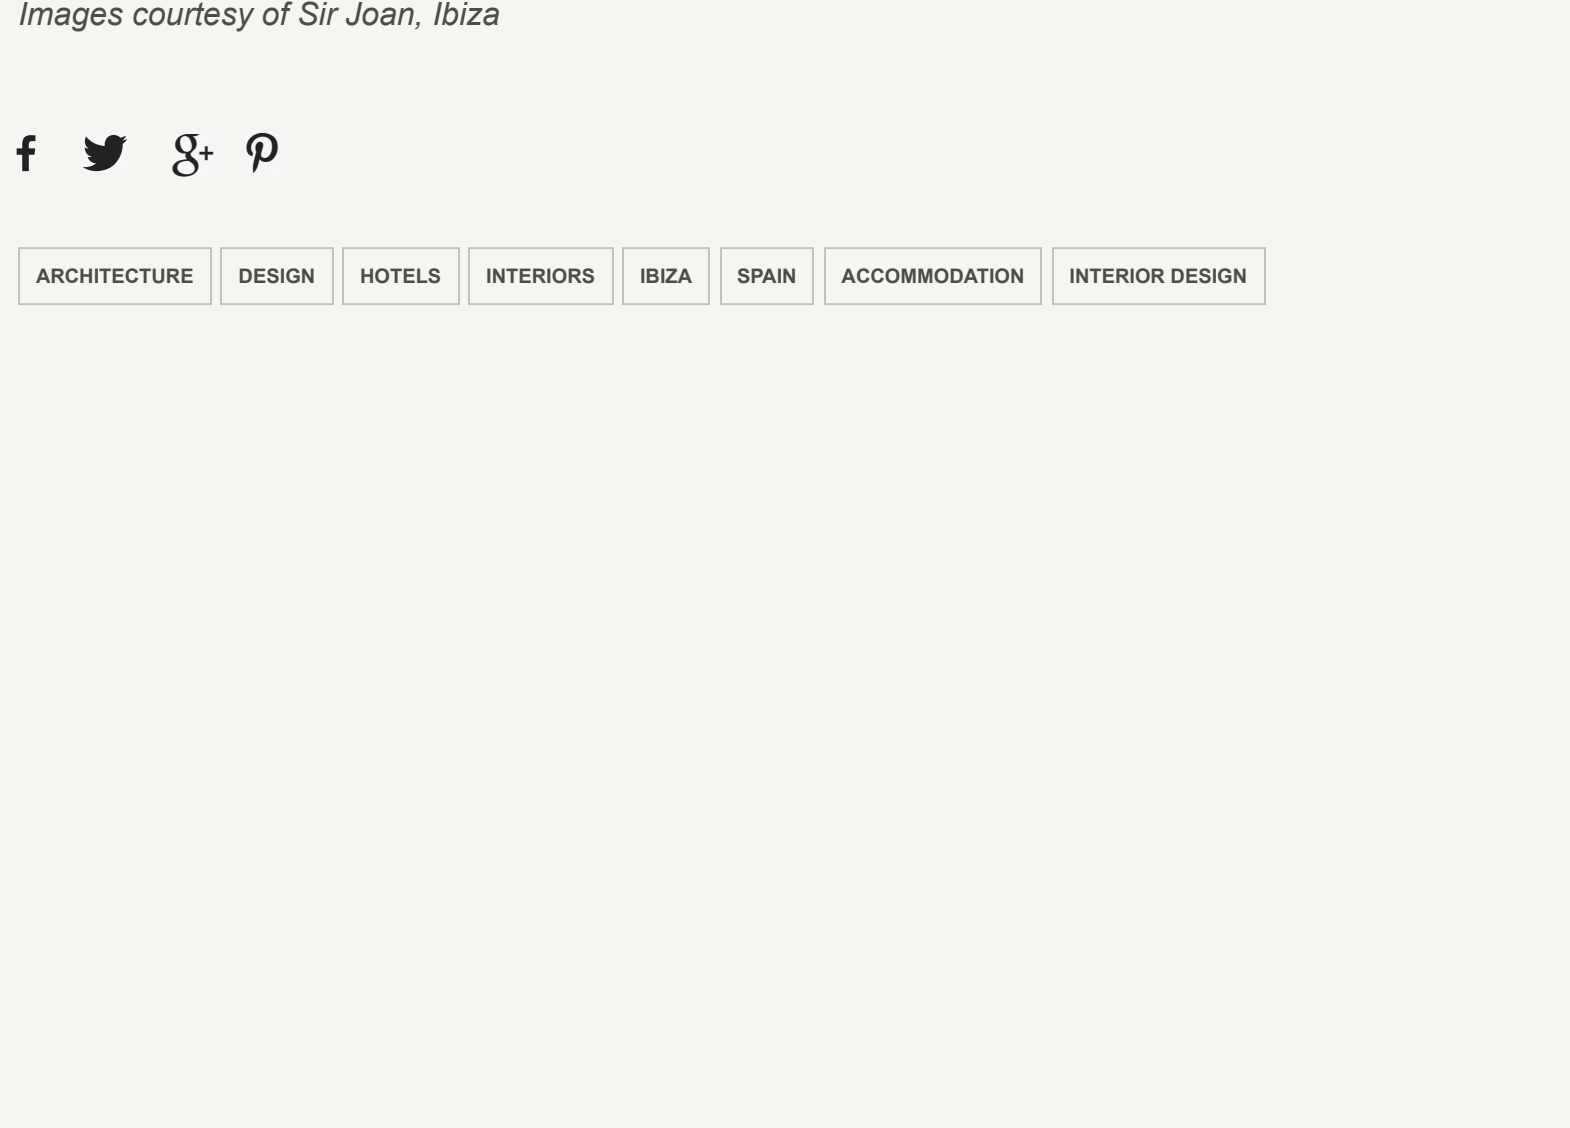 Images courtesy of Sir Joan, Ibiza
ARCHITECTURE DESIGN HOTELS INTERIORS IBIZA SPAIN ACCOMMODATION INTERIOR DESIGN